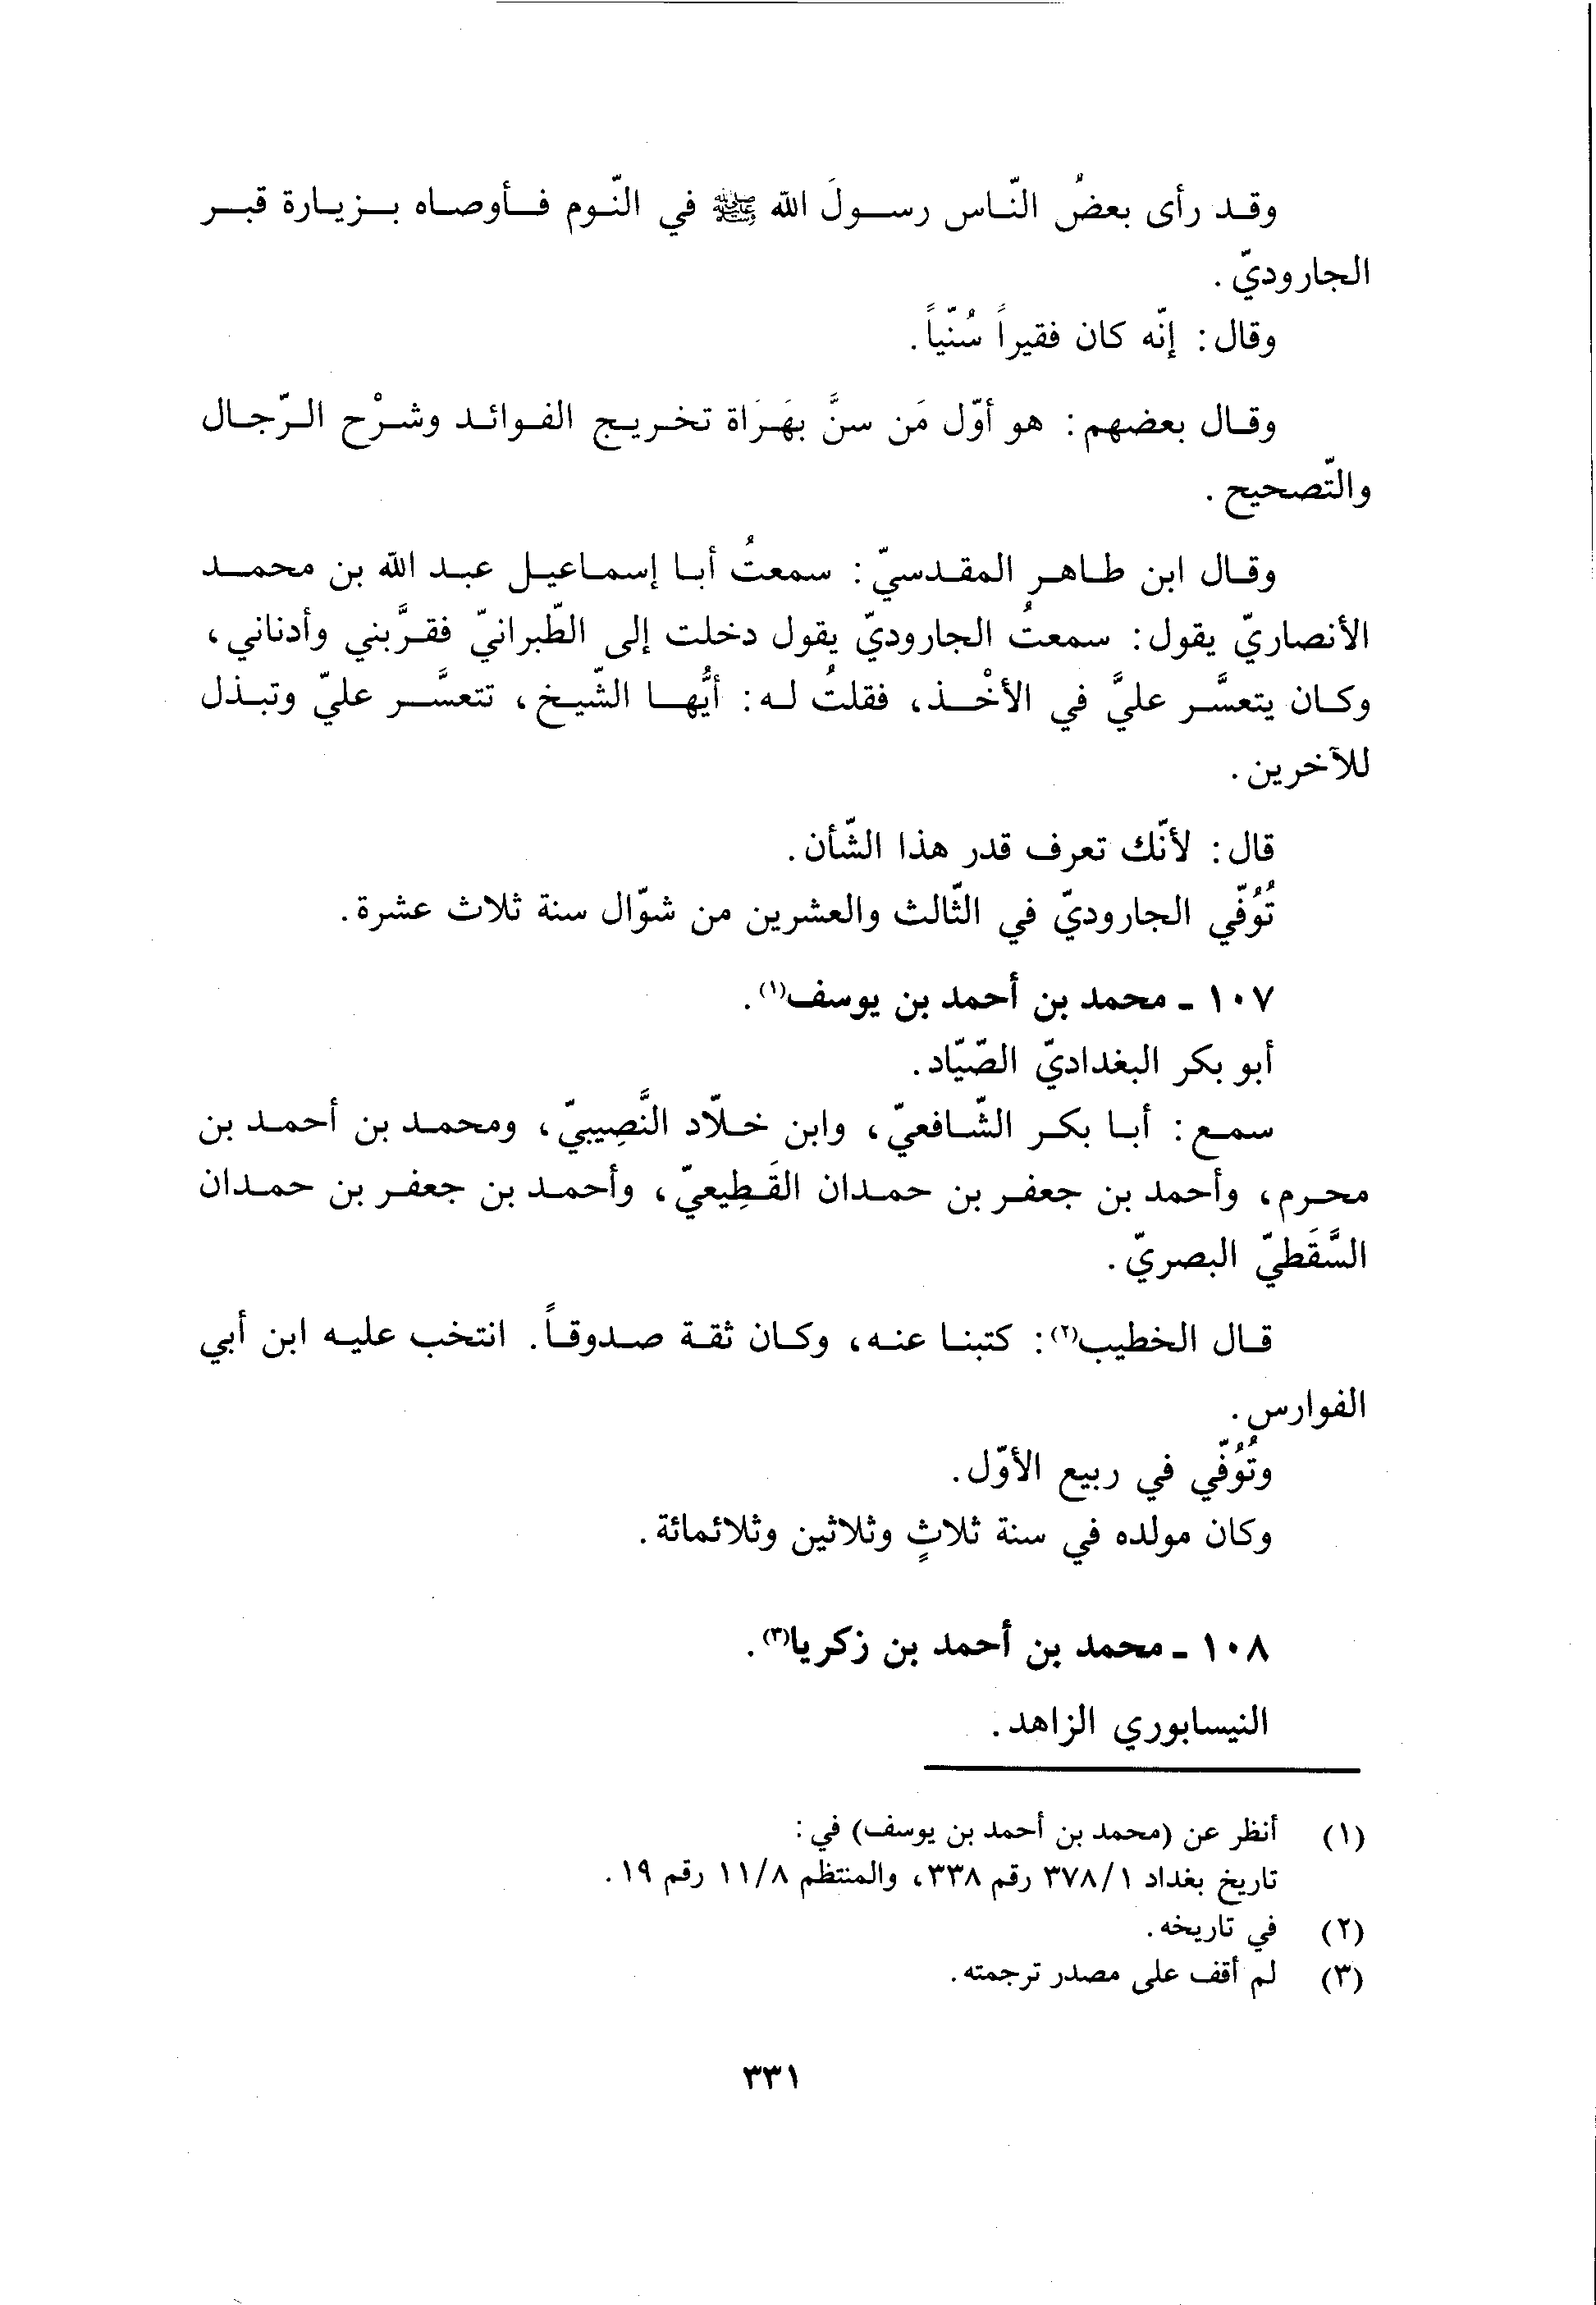 وقد رأى بعضُ النّاس رسولَ الله ﷺ في النّوم فأوصاه بزيارة قبر
الجاروديّ.
وقال: إنّه كان فقيراً سُنّياً.
وقال بعضهم: هو أوّل مَن سنَّ بهَرَاة تخريج الفوائد وشرْح الرّجال
والتّصحيح.
وقال ابن طاهر المقدسيّ: سمعتُ أبا إسماعيل عبد الله بن محمد
الأنصاريّ يقول: سمعتُ الجاروديّ يقول دخلت إلى الطّبرانيّ فقرَّبني وأدناني،
وكان يتعسَّر عليَّ في الأخْذ، فقلتُ له: أيُّها الشّيخ، تتعسَّر عليّ وتبذل
للآخرين.
قال: لأنّك تعرف قدر هذا الشّأن.
تُوُفّي الجاروديّ في الثّالث والعشرين من شوّال سنة ثلاث عشرة.
١٠٧ ـ محمد بن أحمد بن يوسف(١).
أبو بكر البغداديّ الصّيّاد.
سمع: أبا بكر الشّافعيّ، وابن خلّاد النَّصِيبيّ، ومحمد بن أحمد بن
محرم، وأحمد بن جعفر بن حمدان القَطِيعيّ، وأحمد بن جعفر بن حمدان
السَّقَطيّ البصريّ.
قال الخطيب(٢): كتبنا عنه، وكان ثقة صدوقاً. انتخب عليه ابن أبي
الفوارس.
وتُوُفّي في ربيع الأوّل.
وكان مولده في سنة ثلاثٍ وثلاثين وثلاثمائة.
١٠٨ ـ محمد بن أحمد بن زكريا(٣).
النيسابوري الزاهد.
(١) أنظر عن (محمد بن أحمد بن يوسف) في:
تاريخ بغداد ٣٧٨/١ رقم ٣٣٨، والمنتظم ١١/٨ رقم ١٩.
(٢) في تاريخه.
(٣) لم أقف على مصدر ترجمته.
٣٣١